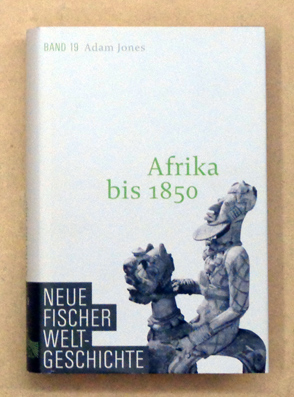 BAND 19 Adam Jones
Afrika
bis 1850
NEUE
FISCHER
WELT-
GESCHICHTE